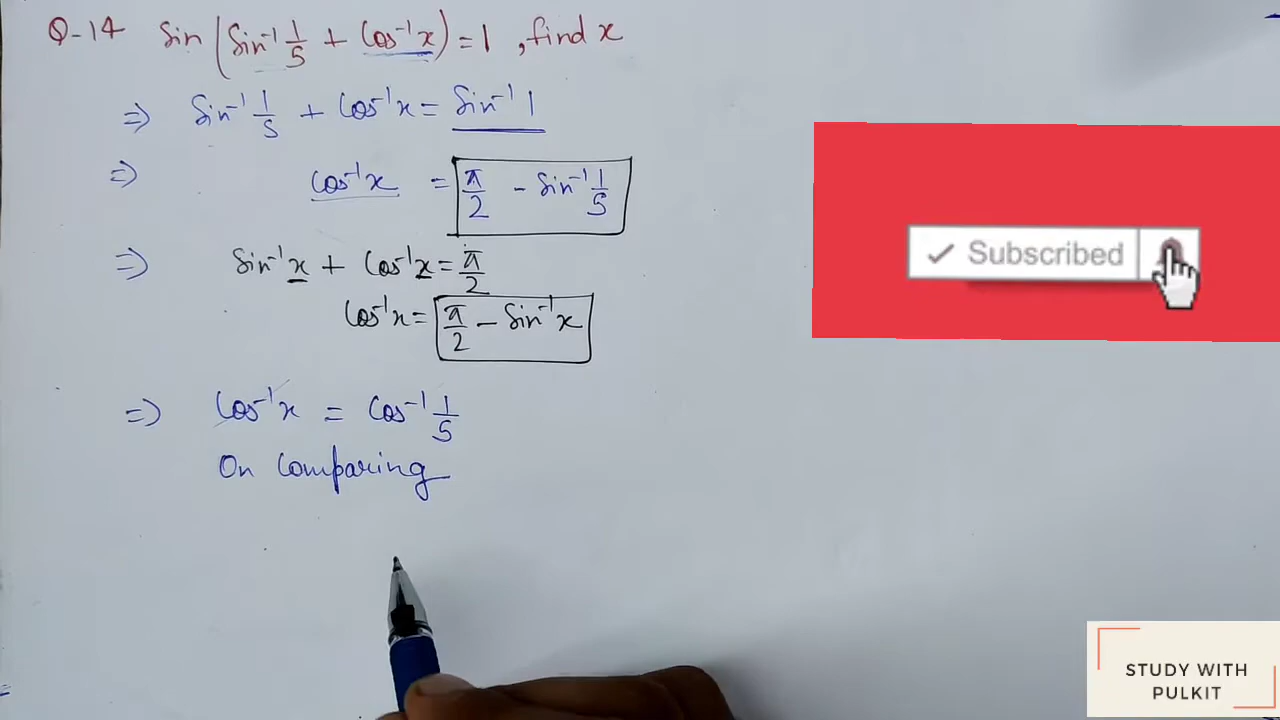 Q-14 Sin(Sin⁻¹ 1/5 + Cos⁻¹x) = 1 , find x
⇒ Sin⁻¹ 1/5 + Cos⁻¹x = Sin⁻¹ 1
⇒ Cos⁻¹x = π/2 - Sin⁻¹ 1/5
⇒ Sin⁻¹x + Cos⁻¹x = π/2
Cos⁻¹x = π/2 - Sin⁻¹x
⇒ Cos⁻¹x = Cos⁻¹ 1/5
On Comparing
Subscribed
STUDY WITH
PULKIT